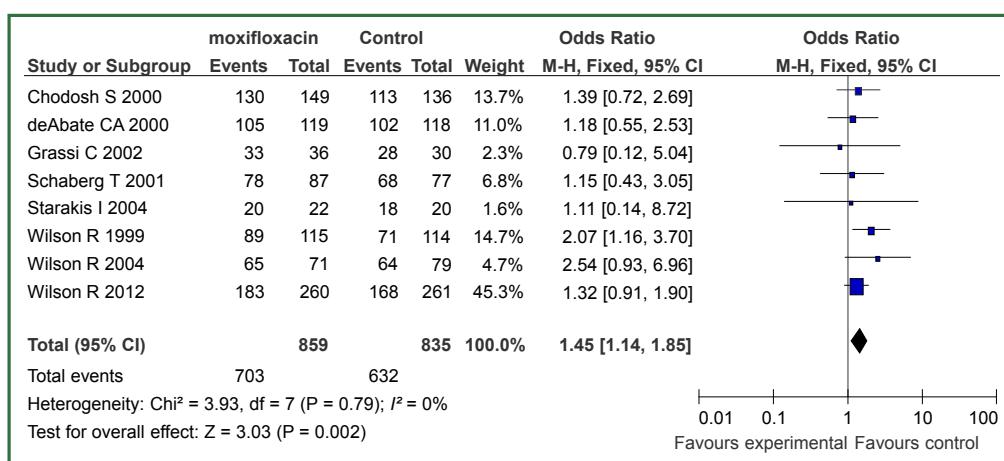 moxifloxacin Control Odds Ratio Odds Ratio
Study or Subgroup Events Total Events Total Weight M-H, Fixed, 95% CI M-H, Fixed, 95% CI
Chodosh S 2000 130 149 113 136 13.7% 1.39 [0.72, 2.69]
deAbate CA 2000 105 119 102 118 11.0% 1.18 [0.55, 2.53]
Grassi C 2002 33 36 28 30 2.3% 0.79 [0.12, 5.04]
Schaberg T 2001 78 87 68 77 6.8% 1.15 [0.43, 3.05]
Starakis I 2004 20 22 18 20 1.6% 1.11 [0.14, 8.72]
Wilson R 1999 89 115 71 114 14.7% 2.07 [1.16, 3.70]
Wilson R 2004 65 71 64 79 4.7% 2.54 [0.93, 6.96]
Wilson R 2012 183 260 168 261 45.3% 1.32 [0.91, 1.90]
Total (95% CI) 859 835 100.0% 1.45 [1.14, 1.85]
Total events 703 632
Heterogeneity: Chi² = 3.93, df = 7 (P = 0.79); I² = 0%
Test for overall effect: Z = 3.03 (P = 0.002)
0.01 0.1 1 10 100
Favours experimental Favours control